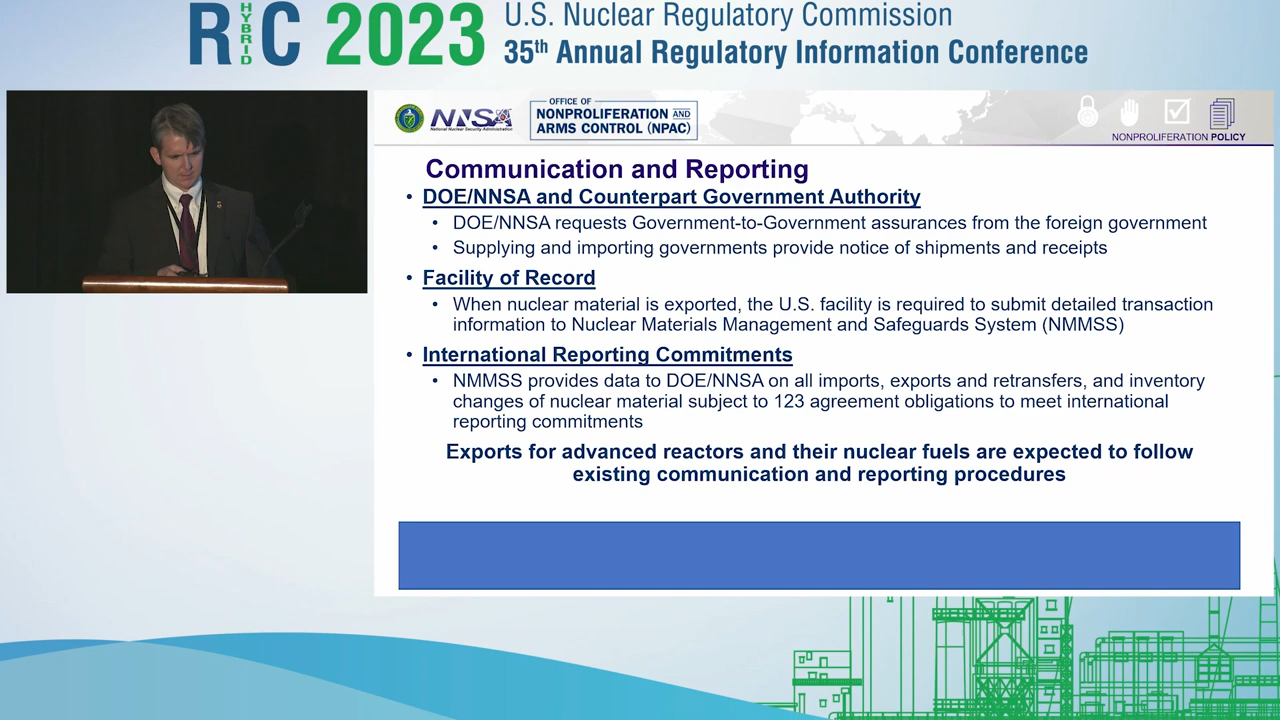 RIC HYBRID 2023
U.S. Nuclear Regulatory Commission
35th Annual Regulatory Information Conference
NNSA
National Nuclear Security Administration
OFFICE OF
NONPROLIFERATION AND
ARMS CONTROL (NPAC)
NONPROLIFERATION POLICY
Communication and Reporting
• DOE/NNSA and Counterpart Government Authority
• DOE/NNSA requests Government-to-Government assurances from the foreign government
• Supplying and importing governments provide notice of shipments and receipts
• Facility of Record
• When nuclear material is exported, the U.S. facility is required to submit detailed transaction
information to Nuclear Materials Management and Safeguards System (NMMSS)
• International Reporting Commitments
• NMMSS provides data to DOE/NNSA on all imports, exports and retransfers, and inventory
changes of nuclear material subject to 123 agreement obligations to meet international
reporting commitments
Exports for advanced reactors and their nuclear fuels are expected to follow
existing communication and reporting procedures